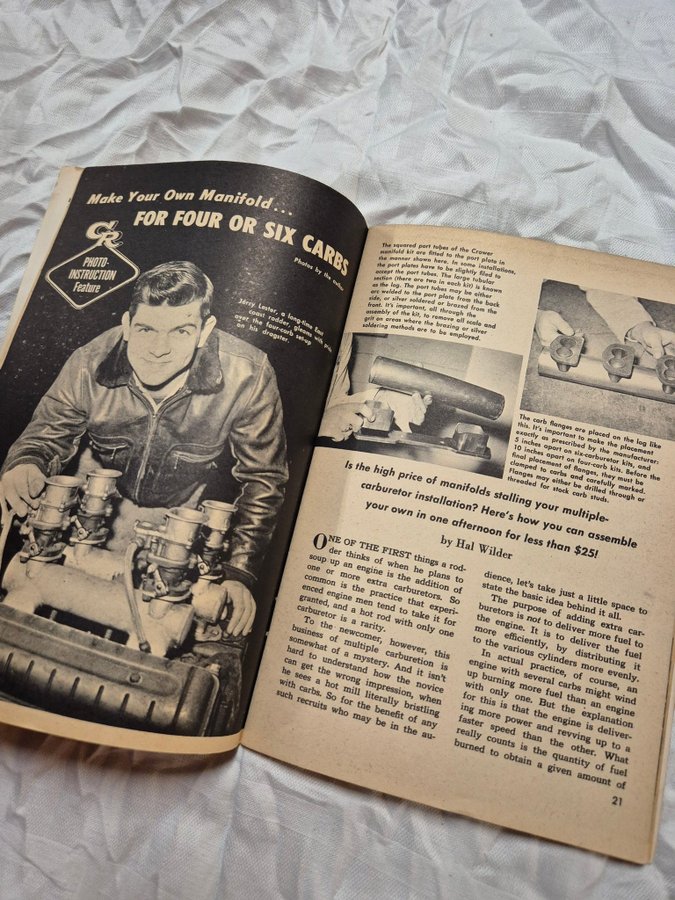 Make Your Own Manifold...
FOR FOUR OR SIX CARBS
Photos by the author
CR
PHOTO-
INSTRUCTION
Feature
Jerry Lester, a long-time East
coast rodder, gleams with pride
over the four-carb set-up
on his dragster.
The squared port tubes of the Crower
manifold kit are fitted to the port plate in
the manner shown here. In some installations,
the port plates have to be slightly filed to
accept the port tubes. The large tubular
section (there are two in each kit) is known
as the log. The port tubes may be either
arc welded to the port plate from the back
side, or silver soldered or brazed from the
front. It's important, all through the
assembly of the kit, to remove all scale and
grit on areas where the brazing or silver
soldering methods are to be employed.
The carb flanges are placed on the log like
this. It's important to make the placement
exactly as prescribed by the manufacturer,
5 inches apart on six-carburetor kits, and
10 inches apart on four-carb kits. Before the
final placement of flanges, they must be
clamped to carbs and carefully marked.
Flanges may either be drilled through or
threaded for stock carb studs.
Is the high price of manifolds stalling your multiple-
carburetor installation? Here's how you can assemble
your own in one afternoon for less than $25!
by Hal Wilder
ONE OF THE FIRST things a rod-
der thinks of when he plans to
soup up an engine is the addition of
one or more extra carburetors. So
common is the practice that experi-
enced engine men tend to take it for
granted, and a hot rod with only one
carburetor is a rarity.
To the newcomer, however, this
business of multiple carburetion is
somewhat of a mystery. And it isn't
hard to understand how the novice
can get the wrong impression, when
he sees a hot mill literally bristling
with carbs. So for the benefit of any
such recruits who may be in the au-
dience, let's take just a little space to
state the basic idea behind it all.
The purpose of adding extra car-
buretors is not to deliver more fuel to
the engine. It is to deliver the fuel
more efficiently, by distributing it
to the various cylinders more evenly.
In actual practice, of course, an
engine with several carbs might wind
up burning more fuel than an engine
with only one. But the explanation
for this is that the engine is deliver-
ing more power and revving up to a
faster speed than the other. What
really counts is the quantity of fuel
burned to obtain a given amount of
21